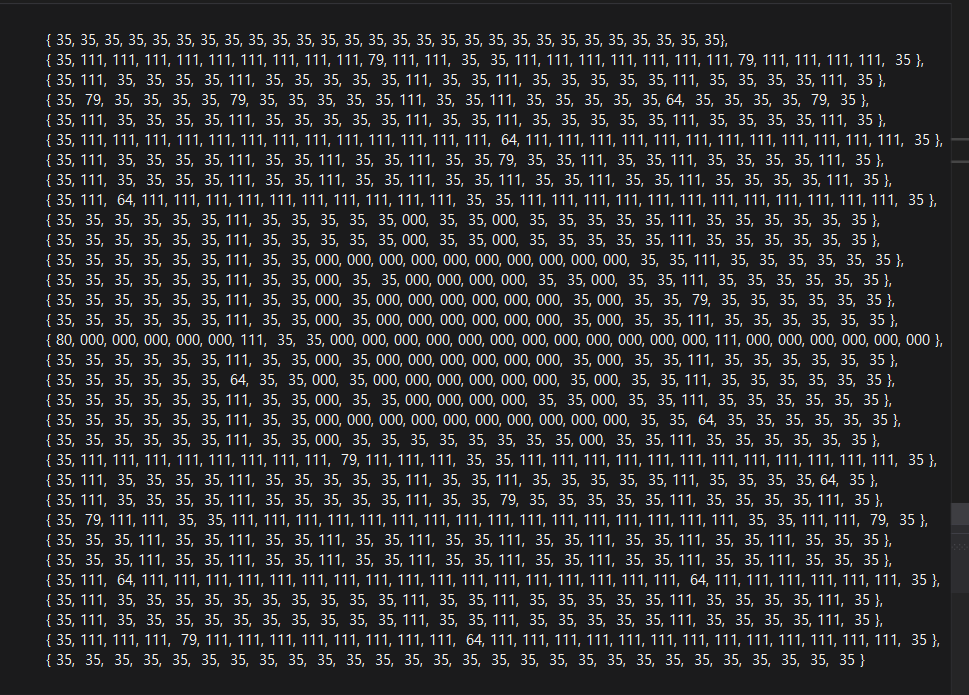 { 35, 35, 35, 35, 35, 35, 35, 35, 35, 35, 35, 35, 35, 35, 35, 35, 35, 35, 35, 35, 35, 35, 35, 35, 35, 35, 35, 35},
{ 35, 111, 111, 111, 111, 111, 111, 111, 111, 111,79, 111, 111, 35, 35, 111, 111, 111, 111, 111, 111, 111, 79, 111, 111, 111, 111, 35 },
{ 35, 111, 35, 35, 35, 35, 111, 35, 35, 35, 35, 35, 111, 35, 35, 111, 35, 35, 35, 35, 35, 111, 35, 35, 35, 35, 111, 35 },
{ 35, 79, 35, 35, 35, 35, 79, 35, 35, 35, 35, 35, 111, 35, 35, 111, 35, 35, 35, 35, 35, 64, 35, 35, 35, 35, 79, 35 },
{ 35, 111, 35, 35, 35, 35, 111, 35, 35, 35, 35, 35, 111, 35, 35, 111, 35, 35, 35, 35, 35, 111, 35, 35, 35, 35, 111, 35 },
{ 35, 111, 111, 111, 111, 111, 111, 111, 111, 111, 111, 111, 111, 111, 64, 111, 111, 111, 111, 111, 111, 111, 111, 111, 111, 111, 111, 35 },
{ 35, 111, 35, 35, 35, 35, 111, 35, 35, 111, 35, 35, 111, 35, 35, 79, 35, 35, 111, 35, 35, 111, 35, 35, 35, 35, 111, 35 },
{ 35, 111, 35, 35, 35, 35, 111, 35, 35, 111, 35, 35, 111, 35, 35, 111, 35, 35, 111, 35, 35, 111, 35, 35, 35, 35, 111, 35 },
{ 35, 111, 64, 111, 111, 111, 111, 111, 111, 111, 111, 111, 111, 35, 35, 111, 111, 111, 111, 111, 111, 111, 111, 111, 111, 111, 111, 35 },
{ 35, 35, 35, 35, 35, 35, 111, 35, 35, 35, 35, 35, 000, 35, 35, 000, 35, 35, 35, 35, 35, 111, 35, 35, 35, 35, 35, 35 },
{ 35, 35, 35, 35, 35, 35, 111, 35, 35, 35, 35, 35, 000, 35, 35, 000, 35, 35, 35, 35, 35, 111, 35, 35, 35, 35, 35, 35 },
{ 35, 35, 35, 35, 35, 35, 111, 35, 35, 000, 000, 000, 000, 000, 000, 000, 000, 000, 000, 35, 35, 111, 35, 35, 35, 35, 35, 35 },
{ 35, 35, 35, 35, 35, 35, 111, 35, 35, 000, 35, 35, 000, 000, 000, 000, 35, 35, 000, 35, 35, 111, 35, 35, 35, 35, 35, 35 },
{ 35, 35, 35, 35, 35, 35, 111, 35, 35, 000, 35, 000, 000, 000, 000, 000, 000, 35, 000, 35, 35, 79, 35, 35, 35, 35, 35, 35 },
{ 35, 35, 35, 35, 35, 35, 111, 35, 35, 000, 35, 000, 000, 000, 000, 000, 000, 35, 000, 35, 35, 111, 35, 35, 35, 35, 35, 35 },
{ 80, 000, 000, 000, 000, 000, 111, 35, 35, 000, 000, 000, 000, 000, 000, 000, 000, 000, 000, 000, 000, 111, 000, 000, 000, 000, 000, 000 },
{ 35, 35, 35, 35, 35, 35, 111, 35, 35, 000, 35, 000, 000, 000, 000, 000, 000, 35, 000, 35, 35, 111, 35, 35, 35, 35, 35, 35 },
{ 35, 35, 35, 35, 35, 35, 64, 35, 35, 000, 35, 000, 000, 000, 000, 000, 000, 35, 000, 35, 35, 111, 35, 35, 35, 35, 35, 35 },
{ 35, 35, 35, 35, 35, 35, 111, 35, 35, 000, 35, 35, 000, 000, 000, 000, 35, 35, 000, 35, 35, 111, 35, 35, 35, 35, 35, 35 },
{ 35, 35, 35, 35, 35, 35, 111, 35, 35, 000, 000, 000, 000, 000, 000, 000, 000, 000, 000, 35, 35, 64, 35, 35, 35, 35, 35, 35 },
{ 35, 35, 35, 35, 35, 35, 111, 35, 35, 000, 35, 35, 35, 35, 35, 35, 35, 35, 000, 35, 35, 111, 35, 35, 35, 35, 35, 35 },
{ 35, 111, 111, 111, 111, 111, 111, 111, 111, 79, 111, 111, 111, 35, 35, 111, 111, 111, 111, 111, 111, 111, 111, 111, 111, 111, 111, 35 },
{ 35, 111, 35, 35, 35, 35, 111, 35, 35, 35, 35, 35, 111, 35, 35, 111, 35, 35, 35, 35, 35, 111, 35, 35, 35, 35, 64, 35 },
{ 35, 111, 35, 35, 35, 35, 111, 35, 35, 35, 35, 35, 111, 35, 35, 79, 35, 35, 35, 35, 35, 111, 35, 35, 35, 35, 111, 35 },
{ 35, 79, 111, 111, 35, 35, 111, 111, 111, 111, 111, 111, 111, 111, 111, 111, 111, 111, 111, 111, 111, 111, 35, 35, 111, 111, 79, 35 },
{ 35, 35, 35, 111, 35, 35, 111, 35, 35, 111, 35, 35, 111, 35, 35, 111, 35, 35, 111, 35, 35, 111, 35, 35, 111, 35, 35, 35 },
{ 35, 35, 35, 111, 35, 35, 111, 35, 35, 111, 35, 35, 111, 35, 35, 111, 35, 35, 111, 35, 35, 111, 35, 35, 111, 35, 35, 35 },
{ 35, 111, 64, 111, 111, 111, 111, 111, 111, 111, 111, 111, 111, 111, 111, 111, 111, 111, 111, 111, 64, 111, 111, 111, 111, 111, 111, 35 },
{ 35, 111, 35, 35, 35, 35, 35, 35, 35, 35, 35, 35, 111, 35, 35, 111, 35, 35, 35, 35, 35, 111, 35, 35, 35, 35, 111, 35 },
{ 35, 111, 35, 35, 35, 35, 35, 35, 35, 35, 35, 35, 111, 35, 35, 111, 35, 35, 35, 35, 35, 111, 35, 35, 35, 35, 111, 35 },
{ 35, 111, 111, 111, 79, 111, 111, 111, 111, 111, 111, 111, 111, 64, 111, 111, 111, 111, 111, 111, 111, 111, 111, 111, 111, 111, 111, 35 },
{ 35, 35, 35, 35, 35, 35, 35, 35, 35, 35, 35, 35, 35, 35, 35, 35, 35, 35, 35, 35, 35, 35, 35, 35, 35, 35, 35, 35 }